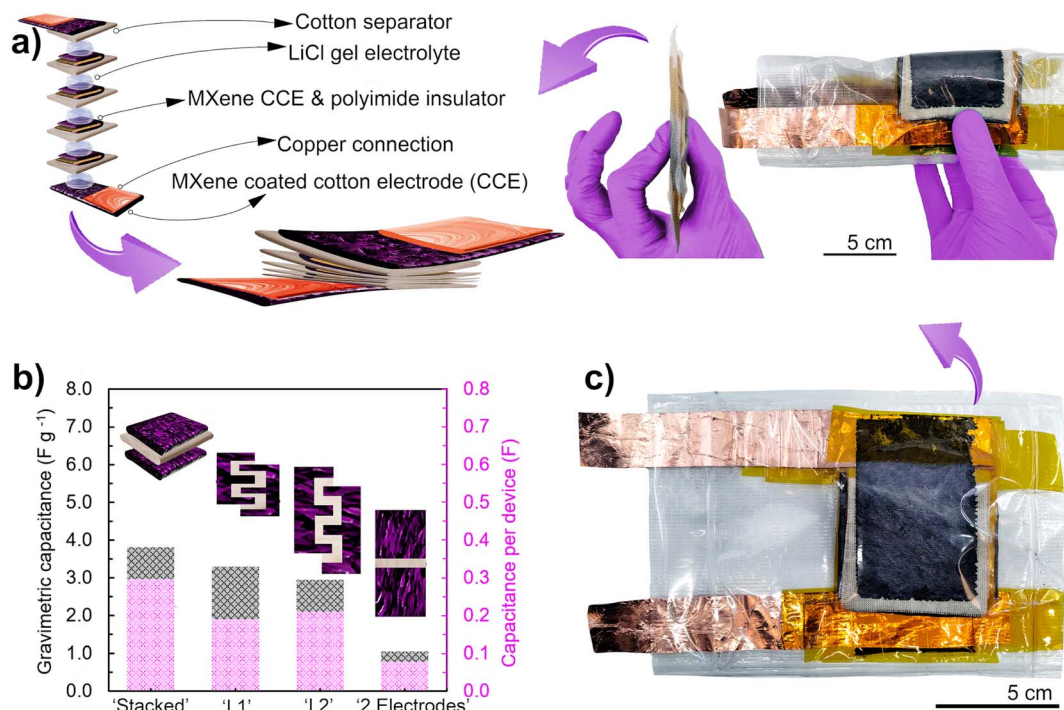 a)
Cotton separator
LiCl gel electrolyte
MXene CCE & polyimide insulator
Copper connection
MXene coated cotton electrode (CCE)
5 cm
b)
Gravimetric capacitance (F g -1)
8.0
7.0
6.0
5.0
4.0
3.0
2.0
1.0
0.0
0.8
0.7
0.6
0.5
0.4
0.3
0.2
0.1
0.0
Capacitance per device (F)
'Stacked' 'L1' 'L2' '2 Electrodes'
c)
5 cm